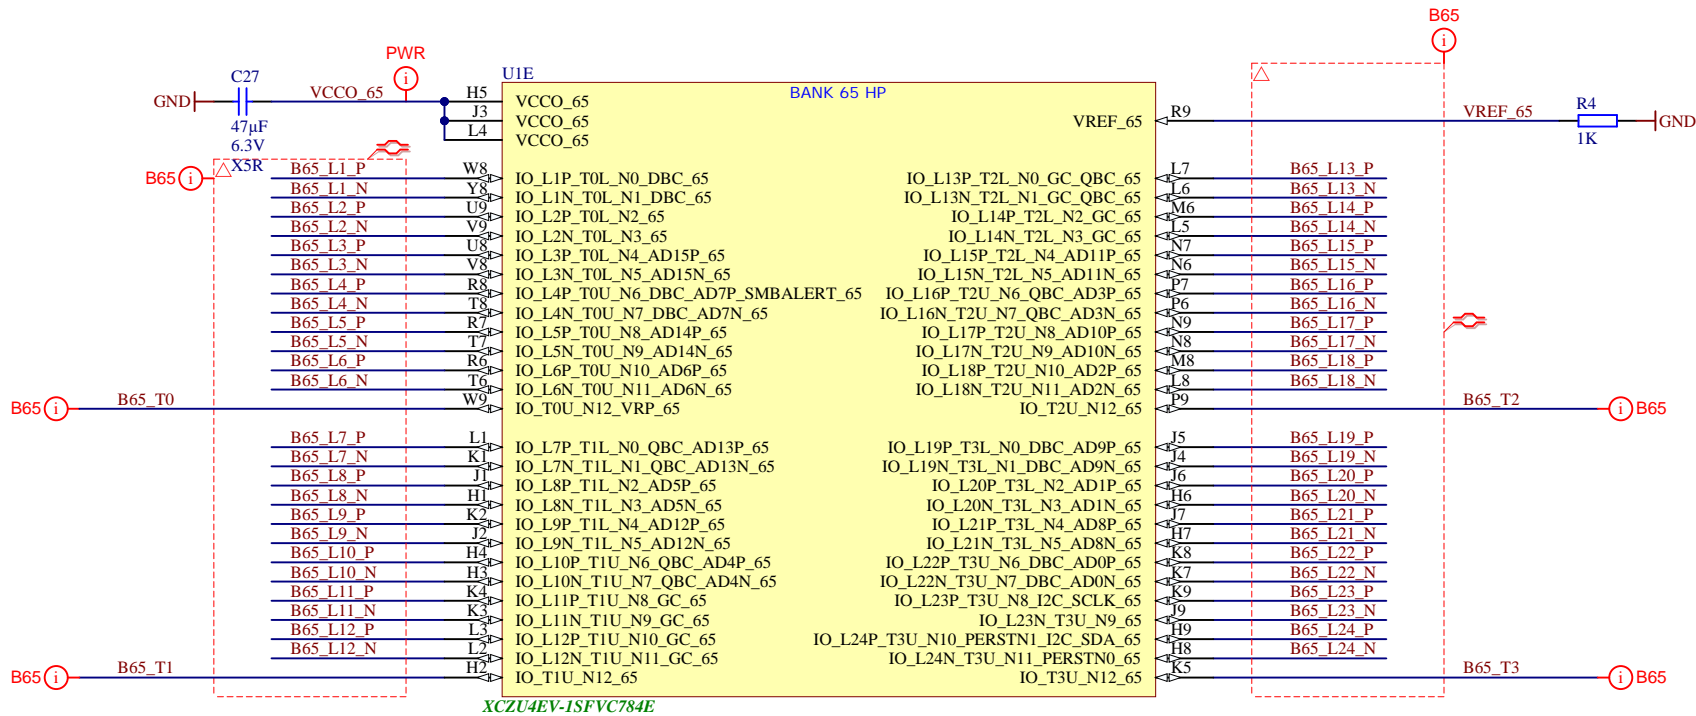 B65
PWR
C27
U1E
GND
VCCO_65
H5
VCCO_65
BANK 65 HP
J3
VCCO_65
VREF_65
R9
VREF_65
R4
GND
L4
VCCO_65
47µF
1K
6.3V
X5R
B65
B65_L1_P W8 IO_L1P_T0L_N0_DBC_65 IO_L13P_T2L_N0_GC_QBC_65 L7 B65_L13_P
B65_L1_N Y8 IO_L1N_T0L_N1_DBC_65 IO_L13N_T2L_N1_GC_QBC_65 L6 B65_L13_N
B65_L2_P U9 IO_L2P_T0L_N2_65 IO_L14P_T2L_N2_GC_65 M6 B65_L14_P
B65_L2_N V9 IO_L2N_T0L_N3_65 IO_L14N_T2L_N3_GC_65 L5 B65_L14_N
B65_L3_P U8 IO_L3P_T0L_N4_AD15P_65 IO_L15P_T2L_N4_AD11P_65 N7 B65_L15_P
B65_L3_N V8 IO_L3N_T0L_N5_AD15N_65 IO_L15N_T2L_N5_AD11N_65 N6 B65_L15_N
B65_L4_P R8 IO_L4P_T0U_N6_DBC_AD7P_SMBALERT_65 IO_L16P_T2U_N6_QBC_AD3P_65 P7 B65_L16_P
B65_L4_N T8 IO_L4N_T0U_N7_DBC_AD7N_65 IO_L16N_T2U_N7_QBC_AD3N_65 P6 B65_L16_N
B65_L5_P R7 IO_L5P_T0U_N8_AD14P_65 IO_L17P_T2U_N8_AD10P_65 N9 B65_L17_P
B65_L5_N T7 IO_L5N_T0U_N9_AD14N_65 IO_L17N_T2U_N9_AD10N_65 N8 B65_L17_N
B65_L6_P R6 IO_L6P_T0U_N10_AD6P_65 IO_L18P_T2U_N10_AD2P_65 M8 B65_L18_P
B65_L6_N T6 IO_L6N_T0U_N11_AD6N_65 IO_L18N_T2U_N11_AD2N_65 L8 B65_L18_N
B65 B65_T0 W9 IO_T0U_N12_VRP_65 IO_T2U_N12_65 P9 B65_T2 B65
B65_L7_P L1 IO_L7P_T1L_N0_QBC_AD13P_65 IO_L19P_T3L_N0_DBC_AD9P_65 J5 B65_L19_P
B65_L7_N K1 IO_L7N_T1L_N1_QBC_AD13N_65 IO_L19N_T3L_N1_DBC_AD9N_65 J4 B65_L19_N
B65_L8_P J1 IO_L8P_T1L_N2_AD5P_65 IO_L20P_T3L_N2_AD1P_65 J6 B65_L20_P
B65_L8_N H1 IO_L8N_T1L_N3_AD5N_65 IO_L20N_T3L_N3_AD1N_65 H6 B65_L20_N
B65_L9_P K2 IO_L9P_T1L_N4_AD12P_65 IO_L21P_T3L_N4_AD8P_65 J7 B65_L21_P
B65_L9_N J2 IO_L9N_T1L_N5_AD12N_65 IO_L21N_T3L_N5_AD8N_65 H7 B65_L21_N
B65_L10_P H4 IO_L10P_T1U_N6_QBC_AD4P_65 IO_L22P_T3U_N6_DBC_AD0P_65 K8 B65_L22_P
B65_L10_N H3 IO_L10N_T1U_N7_QBC_AD4N_65 IO_L22N_T3U_N7_DBC_AD0N_65 K7 B65_L22_N
B65_L11_P K4 IO_L11P_T1U_N8_GC_65 IO_L23P_T3U_N8_I2C_SCLK_65 K9 B65_L23_P
B65_L11_N K3 IO_L11N_T1U_N9_GC_65 IO_L23N_T3U_N9_65 J9 B65_L23_N
B65_L12_P L3 IO_L12P_T1U_N10_GC_65 IO_L24P_T3U_N10_PERSTN1_I2C_SDA_65 H9 B65_L24_P
B65_L12_N L2 IO_L12N_T1U_N11_GC_65 IO_L24N_T3U_N11_PERSTN0_65 H8 B65_L24_N
B65 B65_T1 H2 IO_T1U_N12_65 IO_T3U_N12_65 K5 B65_T3 B65
XCZU4EV-1SFVC784E